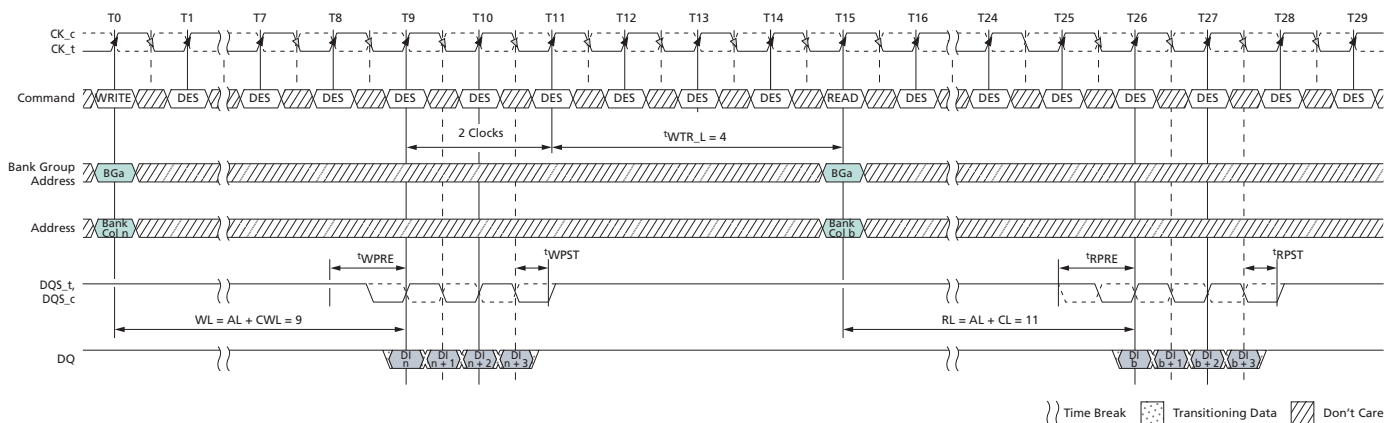 T0 T1 T7 T8 T9 T10 T11 T12 T13 T14 T15 T16 T24 T25 T26 T27 T28 T29
CK_c
CK_t
Command WRITE DES DES DES DES DES DES DES DES DES READ DES DES DES DES DES DES DES
2 Clocks tWTR_L = 4
Bank Group
Address
BGa BGa
Address
Bank
Col n
Bank
Col b
tWPRE tWPST tRPRE tRPST
DQS_t,
DQS_c
WL = AL + CWL = 9 RL = AL + CL = 11
DQ
DI
n
DI
n + 1
DI
n + 2
DI
n + 3
DI
b
DI
b + 1
DI
b + 2
DI
b + 3
Time Break Transitioning Data Don't Care